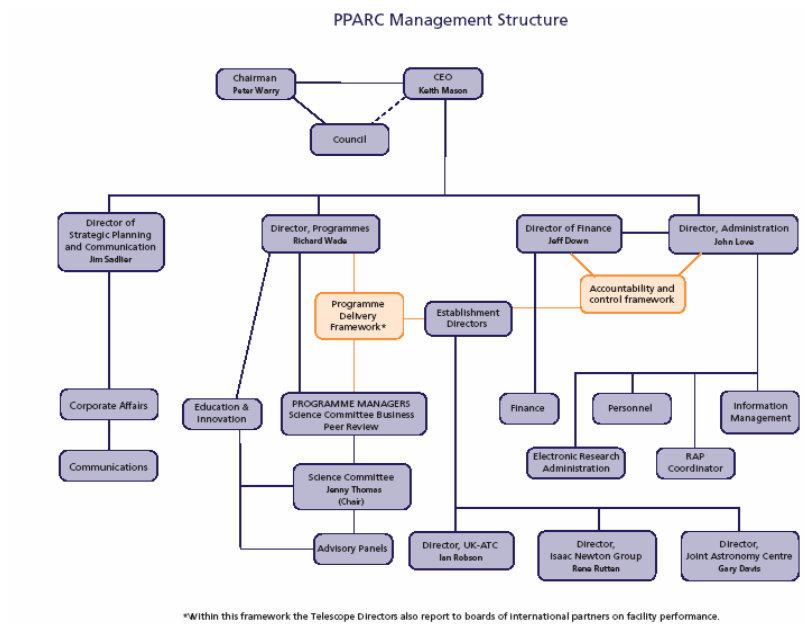 PPARC Management Structure
Chairman
Peter Warry
CEO
Keith Mason
Council
Director of
Strategic Planning
and Communication
Jim Sadlier
Director, Programmes
Richard Wade
Director of Finance
Jeff Down
Director, Administration
John Love
Programme
Delivery
Framework*
Establishment
Directors
Accountability and
control framework
Corporate Affairs
Education &
Innovation
PROGRAMME MANAGERS
Science Committee Business
Peer Review
Finance
Personnel
Information
Management
Communications
Electronic Research
Administration
RAP
Coordinator
Science Committee
Jenny Thomas
(Chair)
Advisory Panels
Director, UK-ATC
Ian Robson
Director,
Isaac Newton Group
Rene Rutten
Director,
Joint Astronomy Centre
Gary Davis
*Within this framework the Telescope Directors also report to boards of international partners on facility performance.